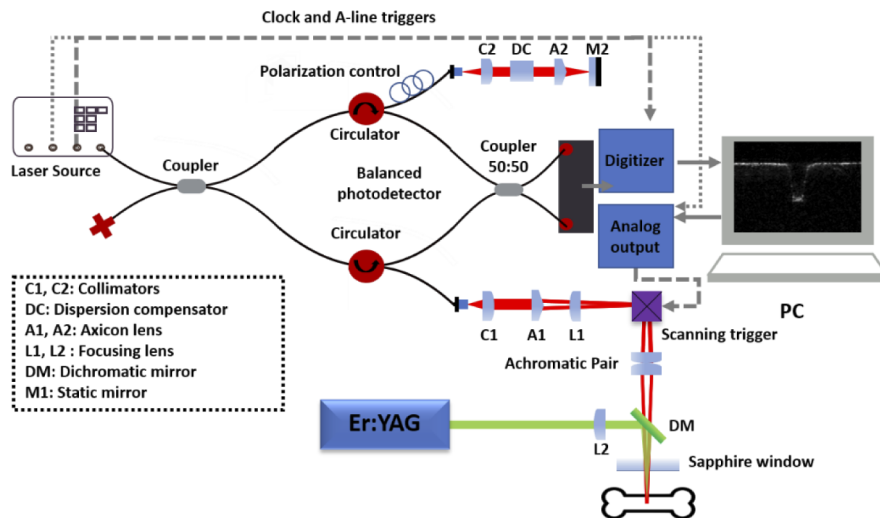 Clock and A-line triggers
C2 DC A2 M2
Polarization control
Circulator
Laser Source
Coupler
Balanced
photodetector
Coupler
50:50
Digitizer
Circulator
Analog
output
PC
C1, C2: Collimators
DC: Dispersion compensator
A1, A2: Axicon lens
L1, L2 : Focusing lens
DM: Dichromatic mirror
M1: Static mirror
C1 A1 L1
Scanning trigger
Achromatic Pair
Er:YAG
L2
DM
Sapphire window